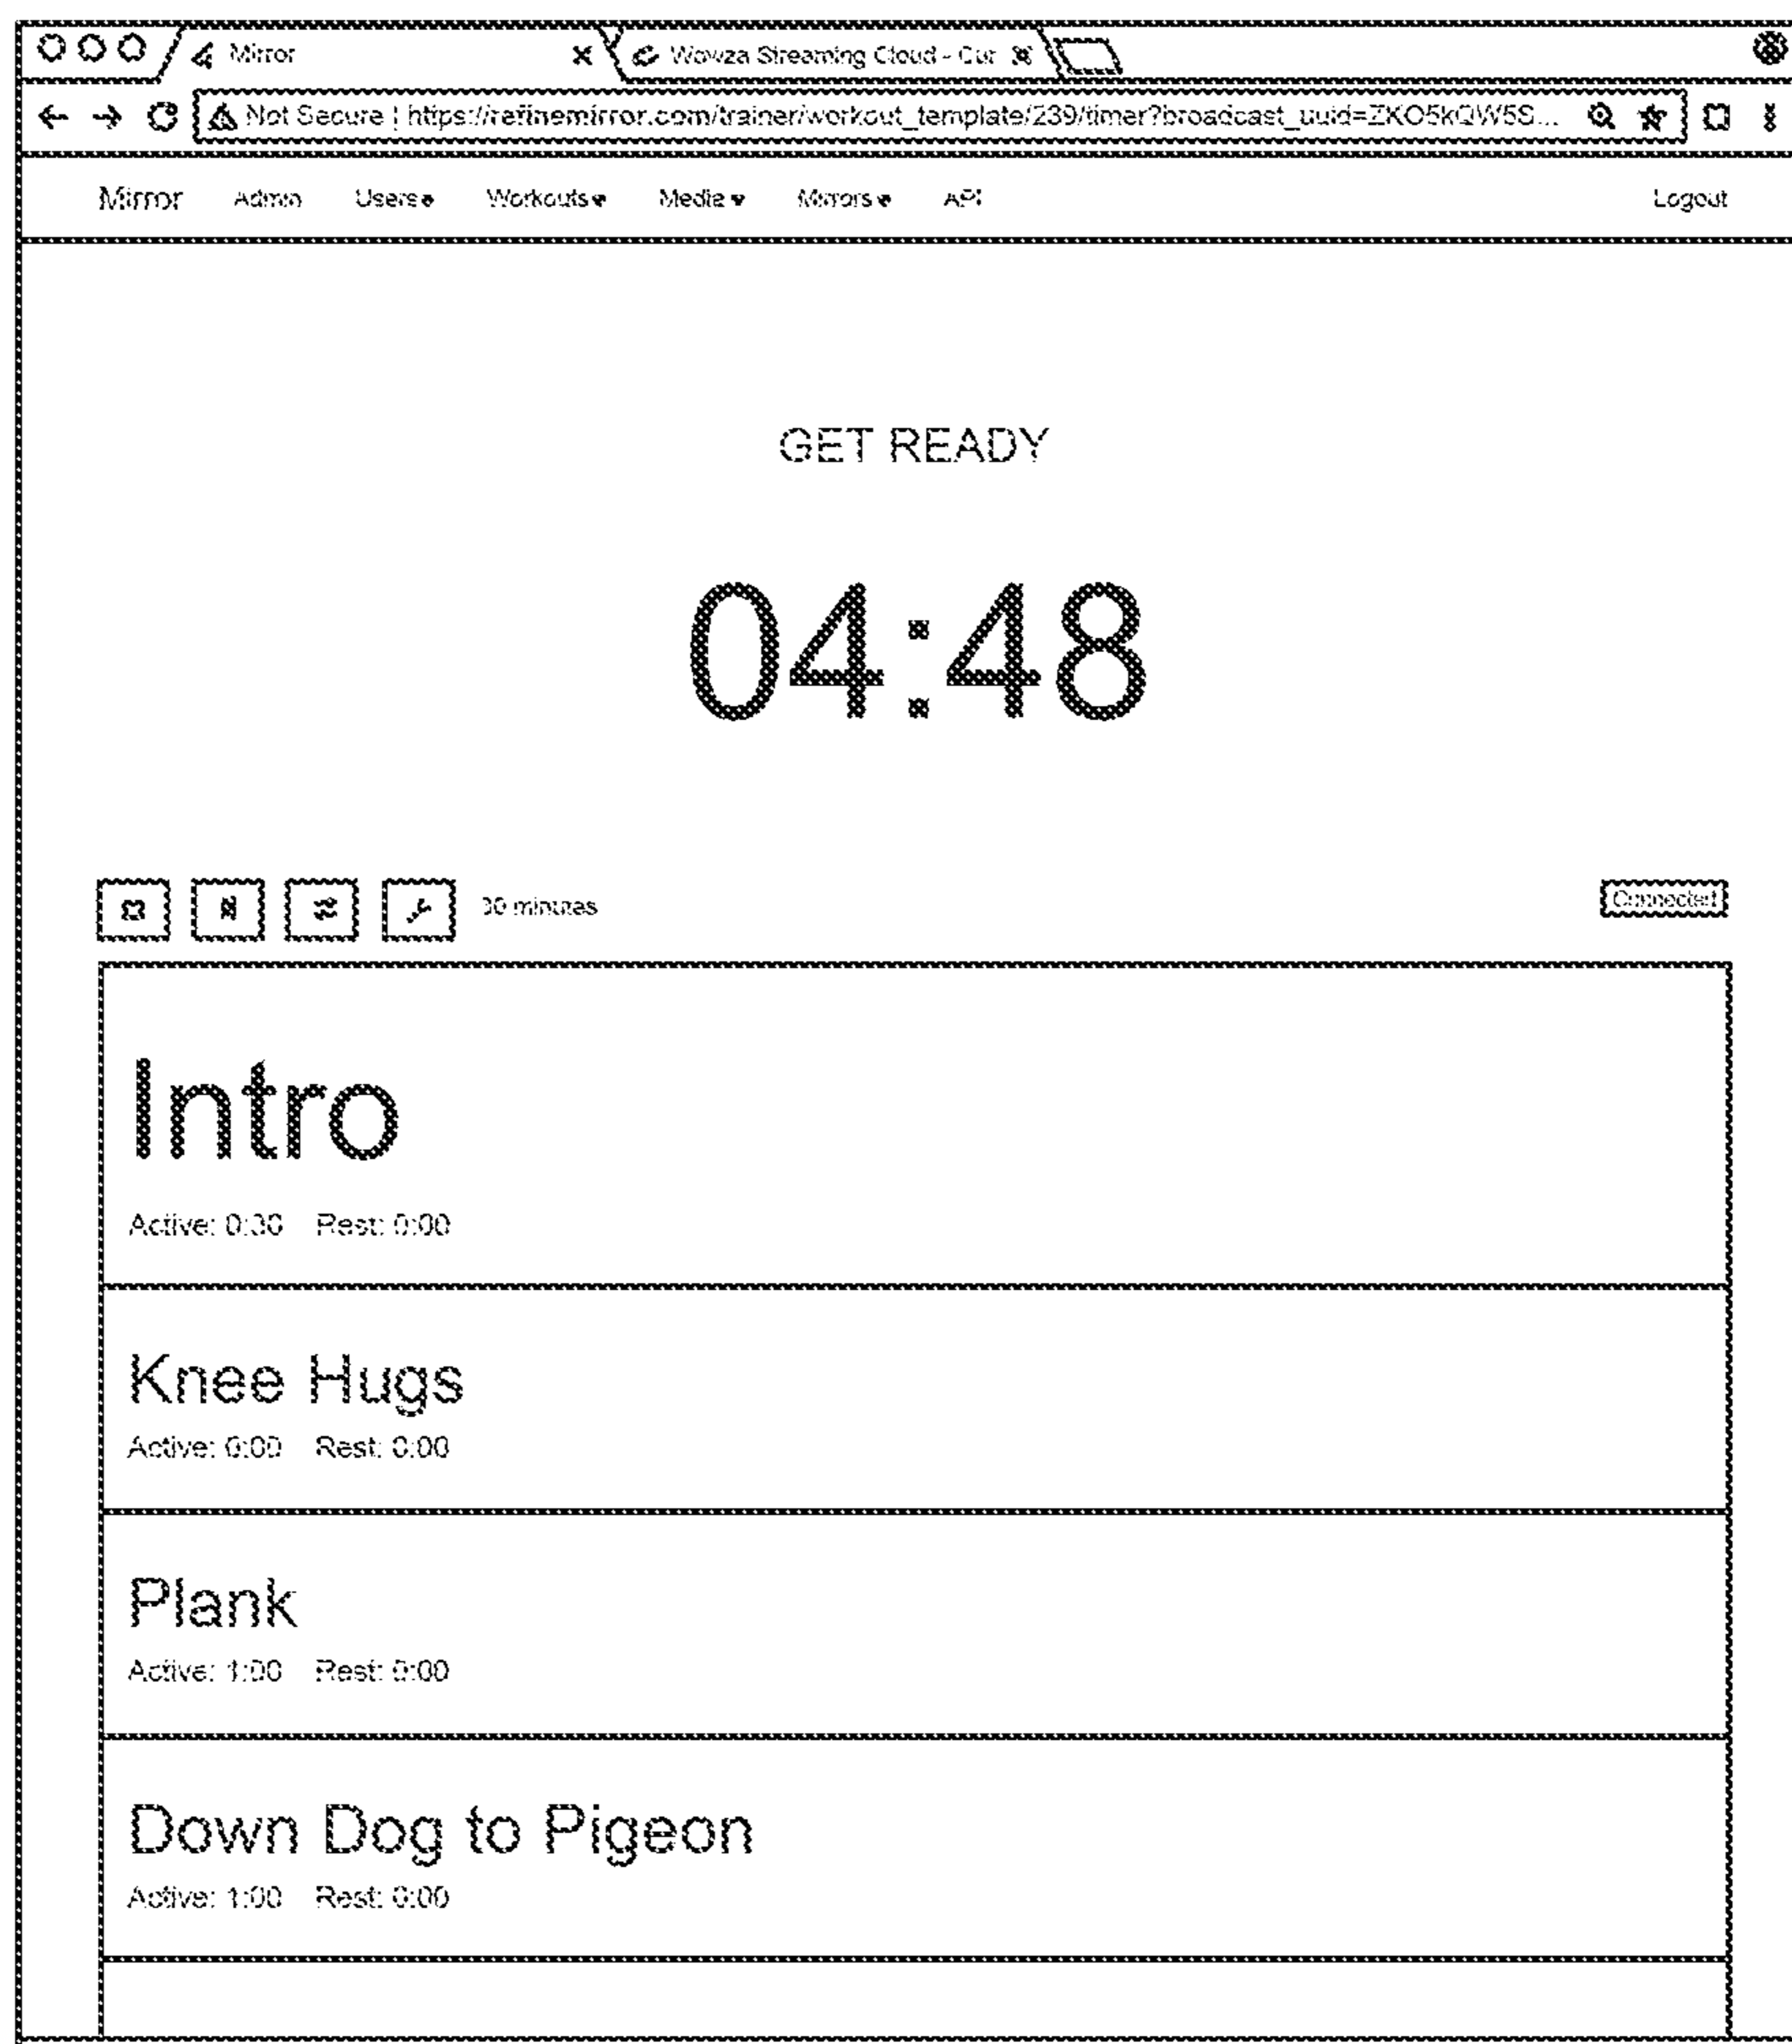 Mirror Wowza Streaming Cloud - Cur
Not Secure | https://refinemirror.com/trainer/workout_template/239/timer?broadcast_uuid=ZKO5kQW5S...
Mirror Admin Users Workouts Media Mirrors API Logout
GET READY
04:48
30 minutes Connected
Intro
Active: 0:30 Rest: 0:00
Knee Hugs
Active: 0:00 Rest: 0:00
Plank
Active: 1:00 Rest: 0:00
Down Dog to Pigeon
Active: 1:00 Rest: 0:00